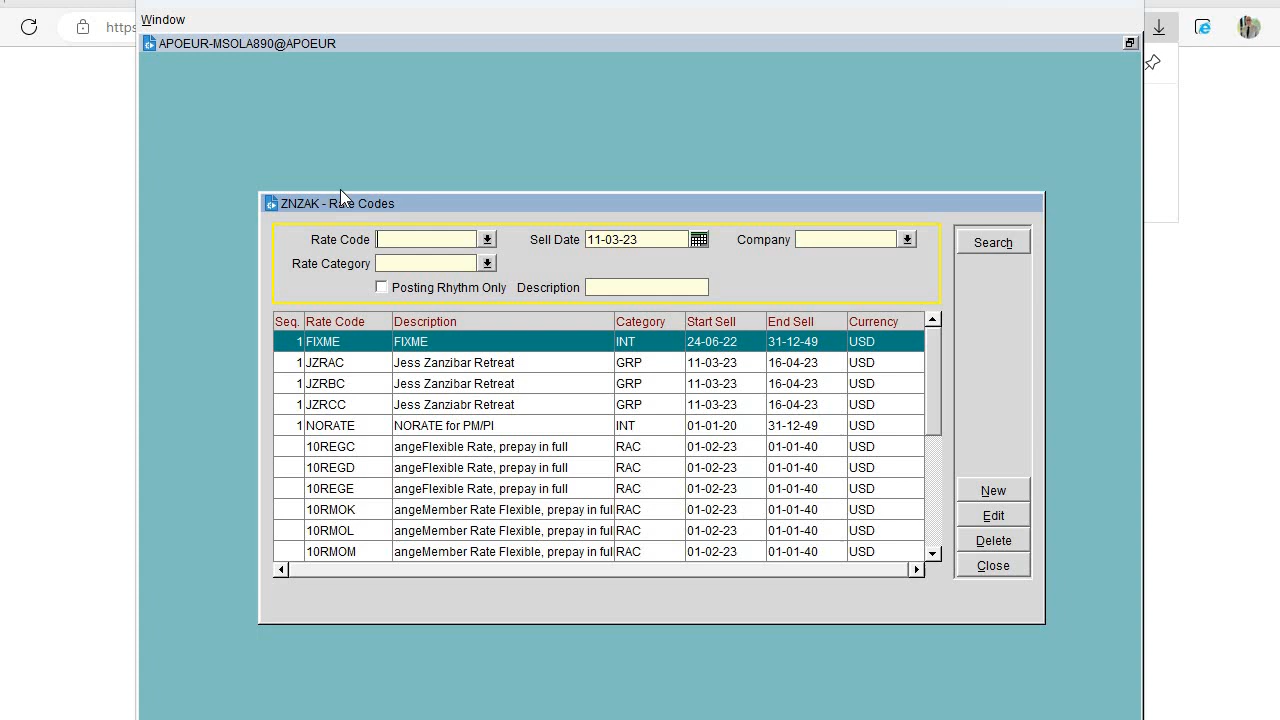 https
Window
APOEUR-MSOLA890@APOEUR
ZNZAK - Rate Codes
Rate Code Sell Date 11-03-23 Company Search
Rate Category
Posting Rhythm Only Description
Seq. Rate Code Description Category Start Sell End Sell Currency
1 FIXME FIXME INT 24-06-22 31-12-49 USD
1 JZRAC Jess Zanzibar Retreat GRP 11-03-23 16-04-23 USD
1 JZRBC Jess Zanzibar Retreat GRP 11-03-23 16-04-23 USD
1 JZRCC Jess Zanziabr Retreat GRP 11-03-23 16-04-23 USD
1 NORATE NORATE for PM/PI INT 01-01-20 31-12-49 USD
10REGC angeFlexible Rate, prepay in full RAC 01-02-23 01-01-40 USD
10REGD angeFlexible Rate, prepay in full RAC 01-02-23 01-01-40 USD
10REGE angeFlexible Rate, prepay in full RAC 01-02-23 01-01-40 USD
10RMOK angeMember Rate Flexible, prepay in ful RAC 01-02-23 01-01-40 USD
10RMOL angeMember Rate Flexible, prepay in ful RAC 01-02-23 01-01-40 USD
10RMOM angeMember Rate Flexible, prepay in ful RAC 01-02-23 01-01-40 USD
New
Edit
Delete
Close